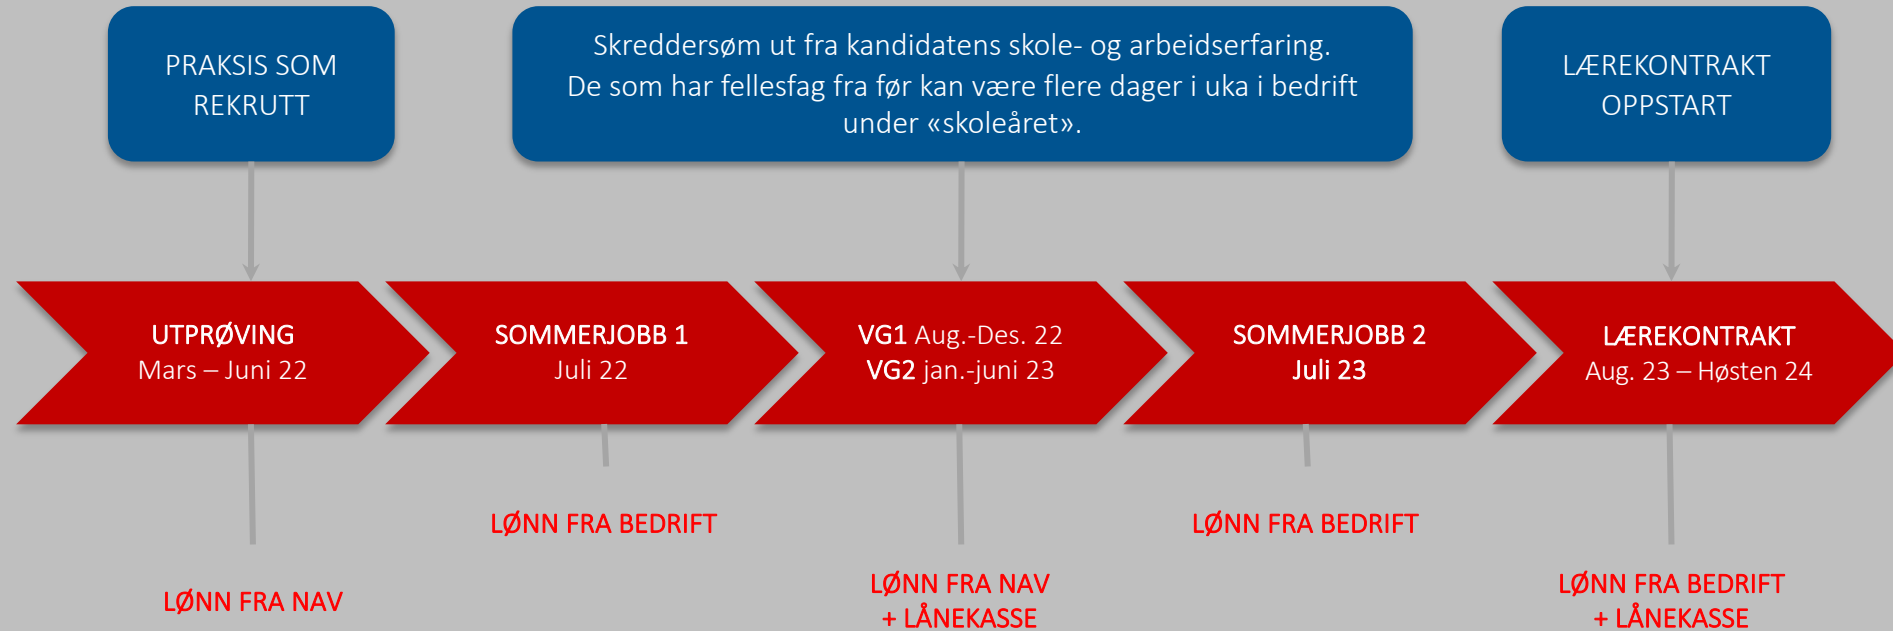 PRAKSIS SOM
REKRUTT
Skreddersøm ut fra kandidatens skole- og arbeidserfaring.
De som har fellesfag fra før kan være flere dager i uka i bedrift
under «skoleåret».
LÆREKONTRAKT
OPPSTART
UTPRØVING
Mars – Juni 22
SOMMERJOBB 1
Juli 22
VG1 Aug.-Des. 22
VG2 jan.-juni 23
SOMMERJOBB 2
Juli 23
LÆREKONTRAKT
Aug. 23 – Høsten 24
LØNN FRA NAV
LØNN FRA BEDRIFT
LØNN FRA NAV
+ LÅNEKASSE
LØNN FRA BEDRIFT
LØNN FRA BEDRIFT
+ LÅNEKASSE